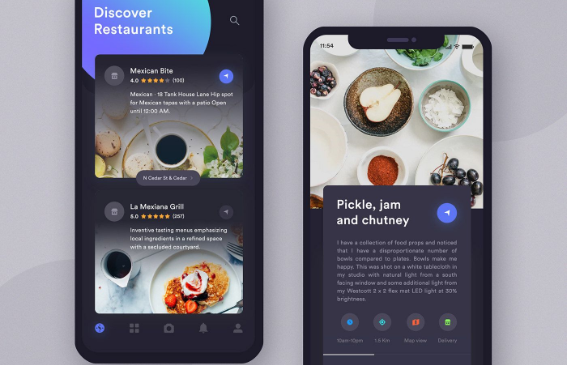 Discover
Restaurants
Mexican Bite
4.0 (100)
Mexican · 19 Tank House Lane Hip spot
for Mexican tapas with a patio Open
until 12:00 AM.
N Cedar St & Cedar
La Mexiana Grill
5.0 (257)
Inventive tasting menus emphasizing
local ingredients in a refined space
with a secluded courtyard.
11:54
Pickle, jam
and chutney
I have a collection of food props and noticed
that I have a disproportionate number of
bowls compared to plates. Bowls make me
happy. This was shot on a white tablecloth in
my studio with natural light from a south
facing window and some additional light from
my Westcott 2 x 2 flex mat LED light at 30%
brightness.
10am-10pm
1.5 Km
Map view
Delivery